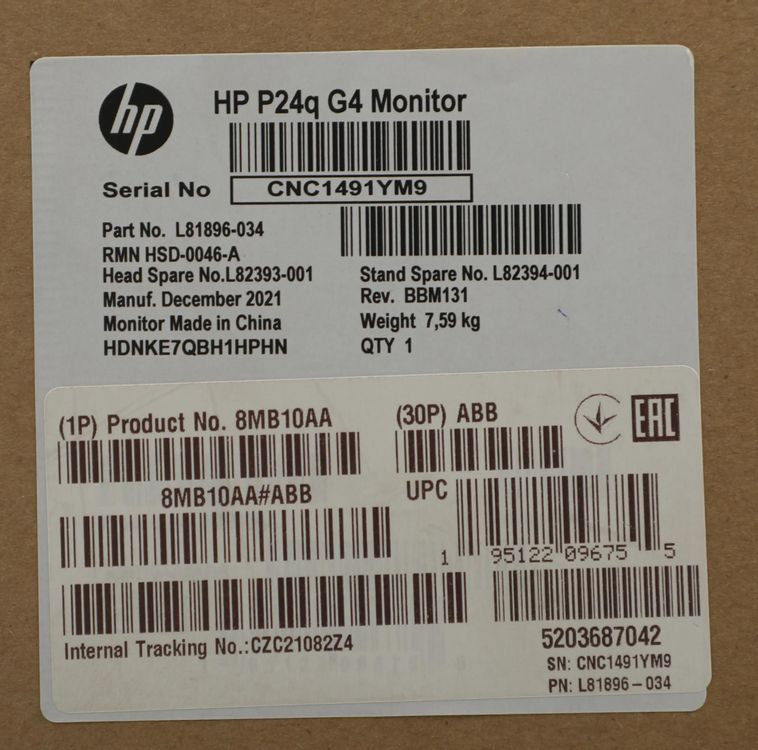 hp
HP P24q G4 Monitor
Serial No CNC1491YM9
Part No. L81896-034
RMN HSD-0046-A
Head Spare No.L82393-001 Stand Spare No. L82394-001
Manuf. December 2021 Rev. BBM131
Monitor Made in China Weight 7,59 kg
HDNKE7QBH1HPHN QTY 1
(1P) Product No. 8MB10AA (30P) ABB EAC
8MB10AA#ABB UPC
1 95122 09675 5
Internal Tracking No.:CZC21082Z4 5203687042
SN: CNC1491YM9
PN: L81896-034